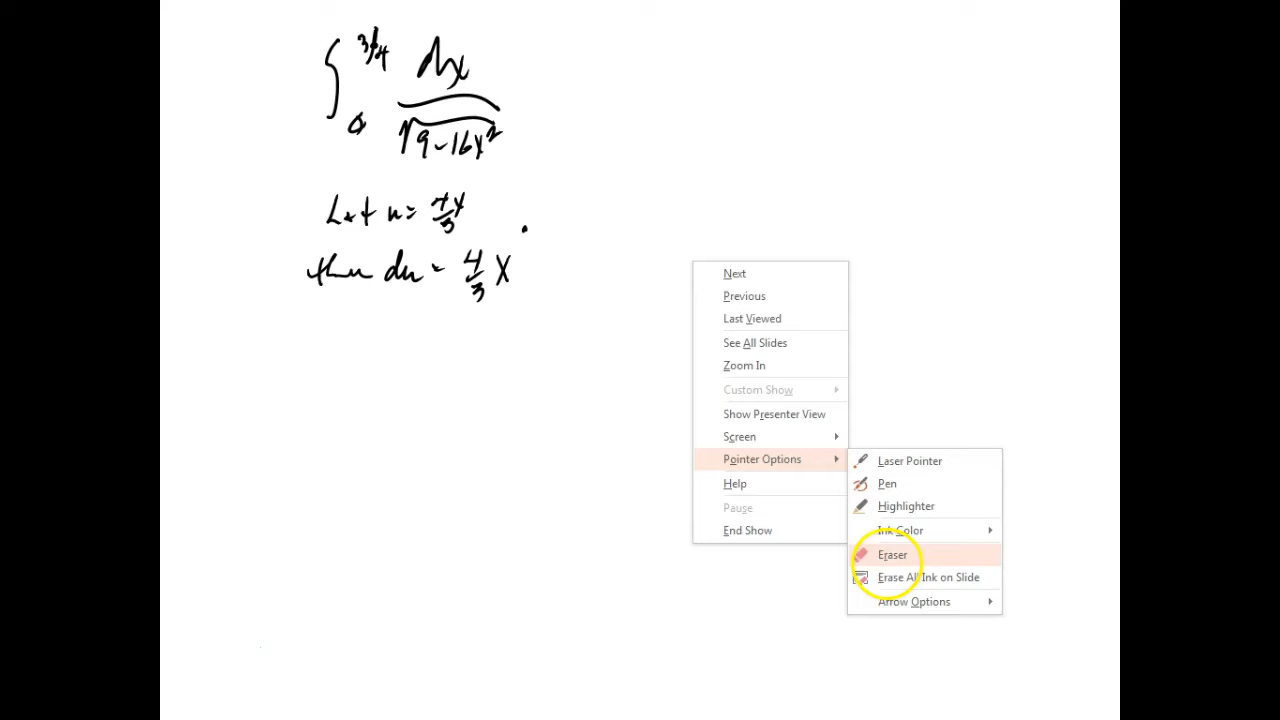 ∫ 3/4 dx
0 √9-16x²
Let u = 4/3 x
then du = 4/3 x
Next
Previous
Last Viewed
See All Slides
Zoom In
Custom Show
Show Presenter View
Screen
Pointer Options
Help
Pause
End Show
Laser Pointer
Pen
Highlighter
Ink Color
Eraser
Erase All Ink on Slide
Arrow Options